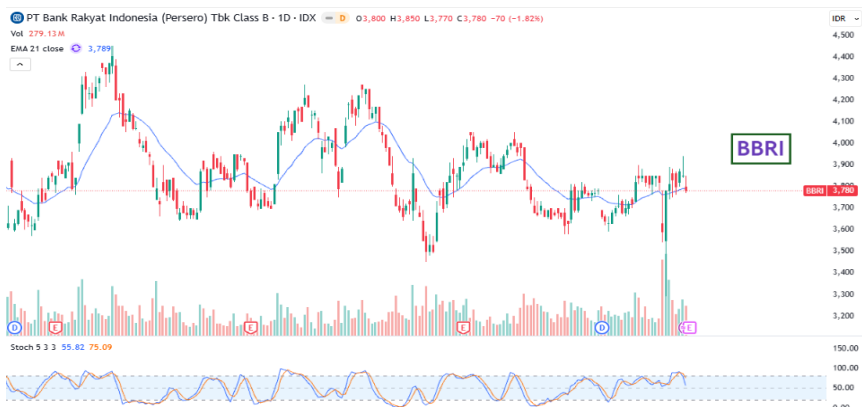 PT Bank Rakyat Indonesia (Persero) Tbk Class B · 1D · IDX D O3,800 H3,850 L3,770 C3,780 −70 (−1.82%) IDR
Vol 279.13 M
EMA 21 close 3,789
4,500
4,400
4,300
4,200
4,100
4,000
BBRI
3,900
3,800
BBRI 3,780
3,700
3,600
3,500
3,400
3,300
3,200
D E E E D E
Stoch 5 3 3 55.82 75.09
150.00
100.00
50.00
0.00